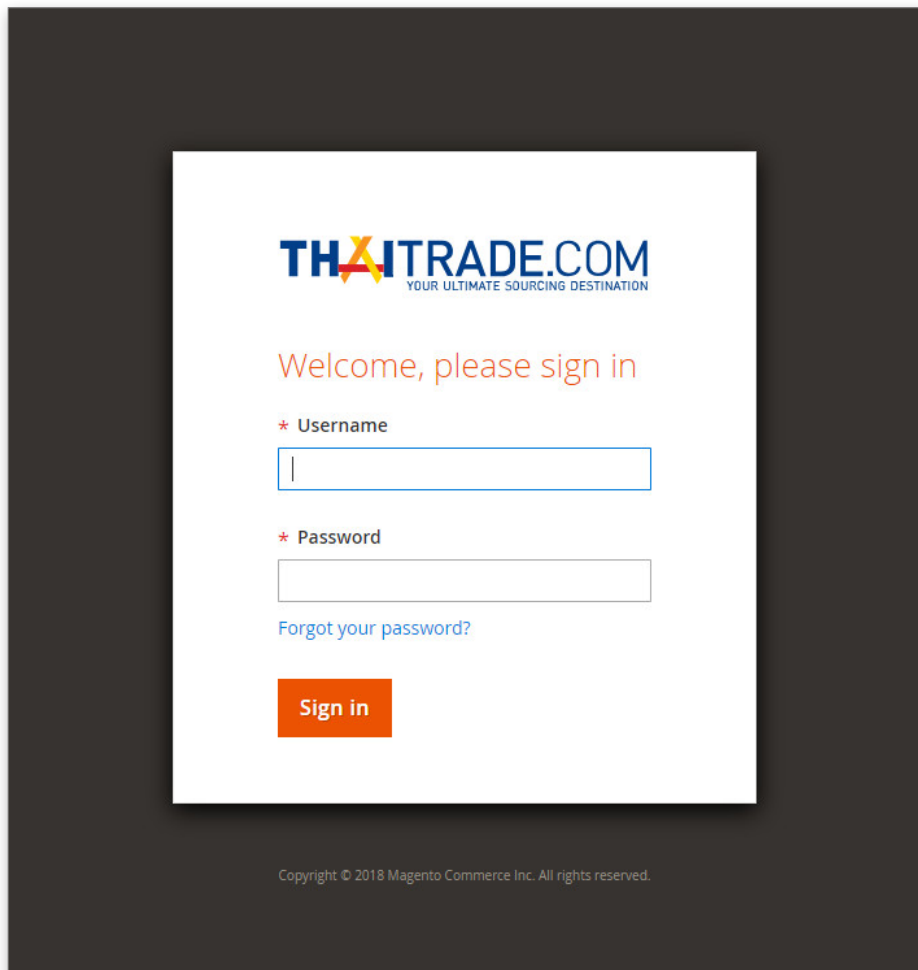 THAITRADE.COM
YOUR ULTIMATE SOURCING DESTINATION
Welcome, please sign in
* Username
* Password
Forgot your password?
Sign in
Copyright © 2018 Magento Commerce Inc. All rights reserved.